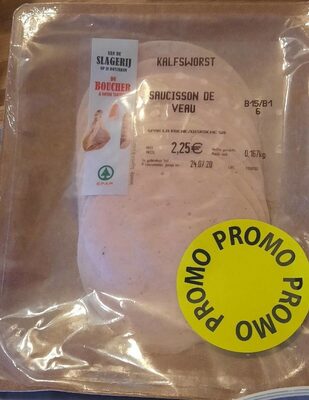 VAN DE
SLAGERIJ
DU
BOUCHER
SPAR
KALFSWORST
SAUCISSON DE
VEAU
B15/B1
6
2,25€
0,167kg
24.07.20
PROMO PROMO PROMO PROMO